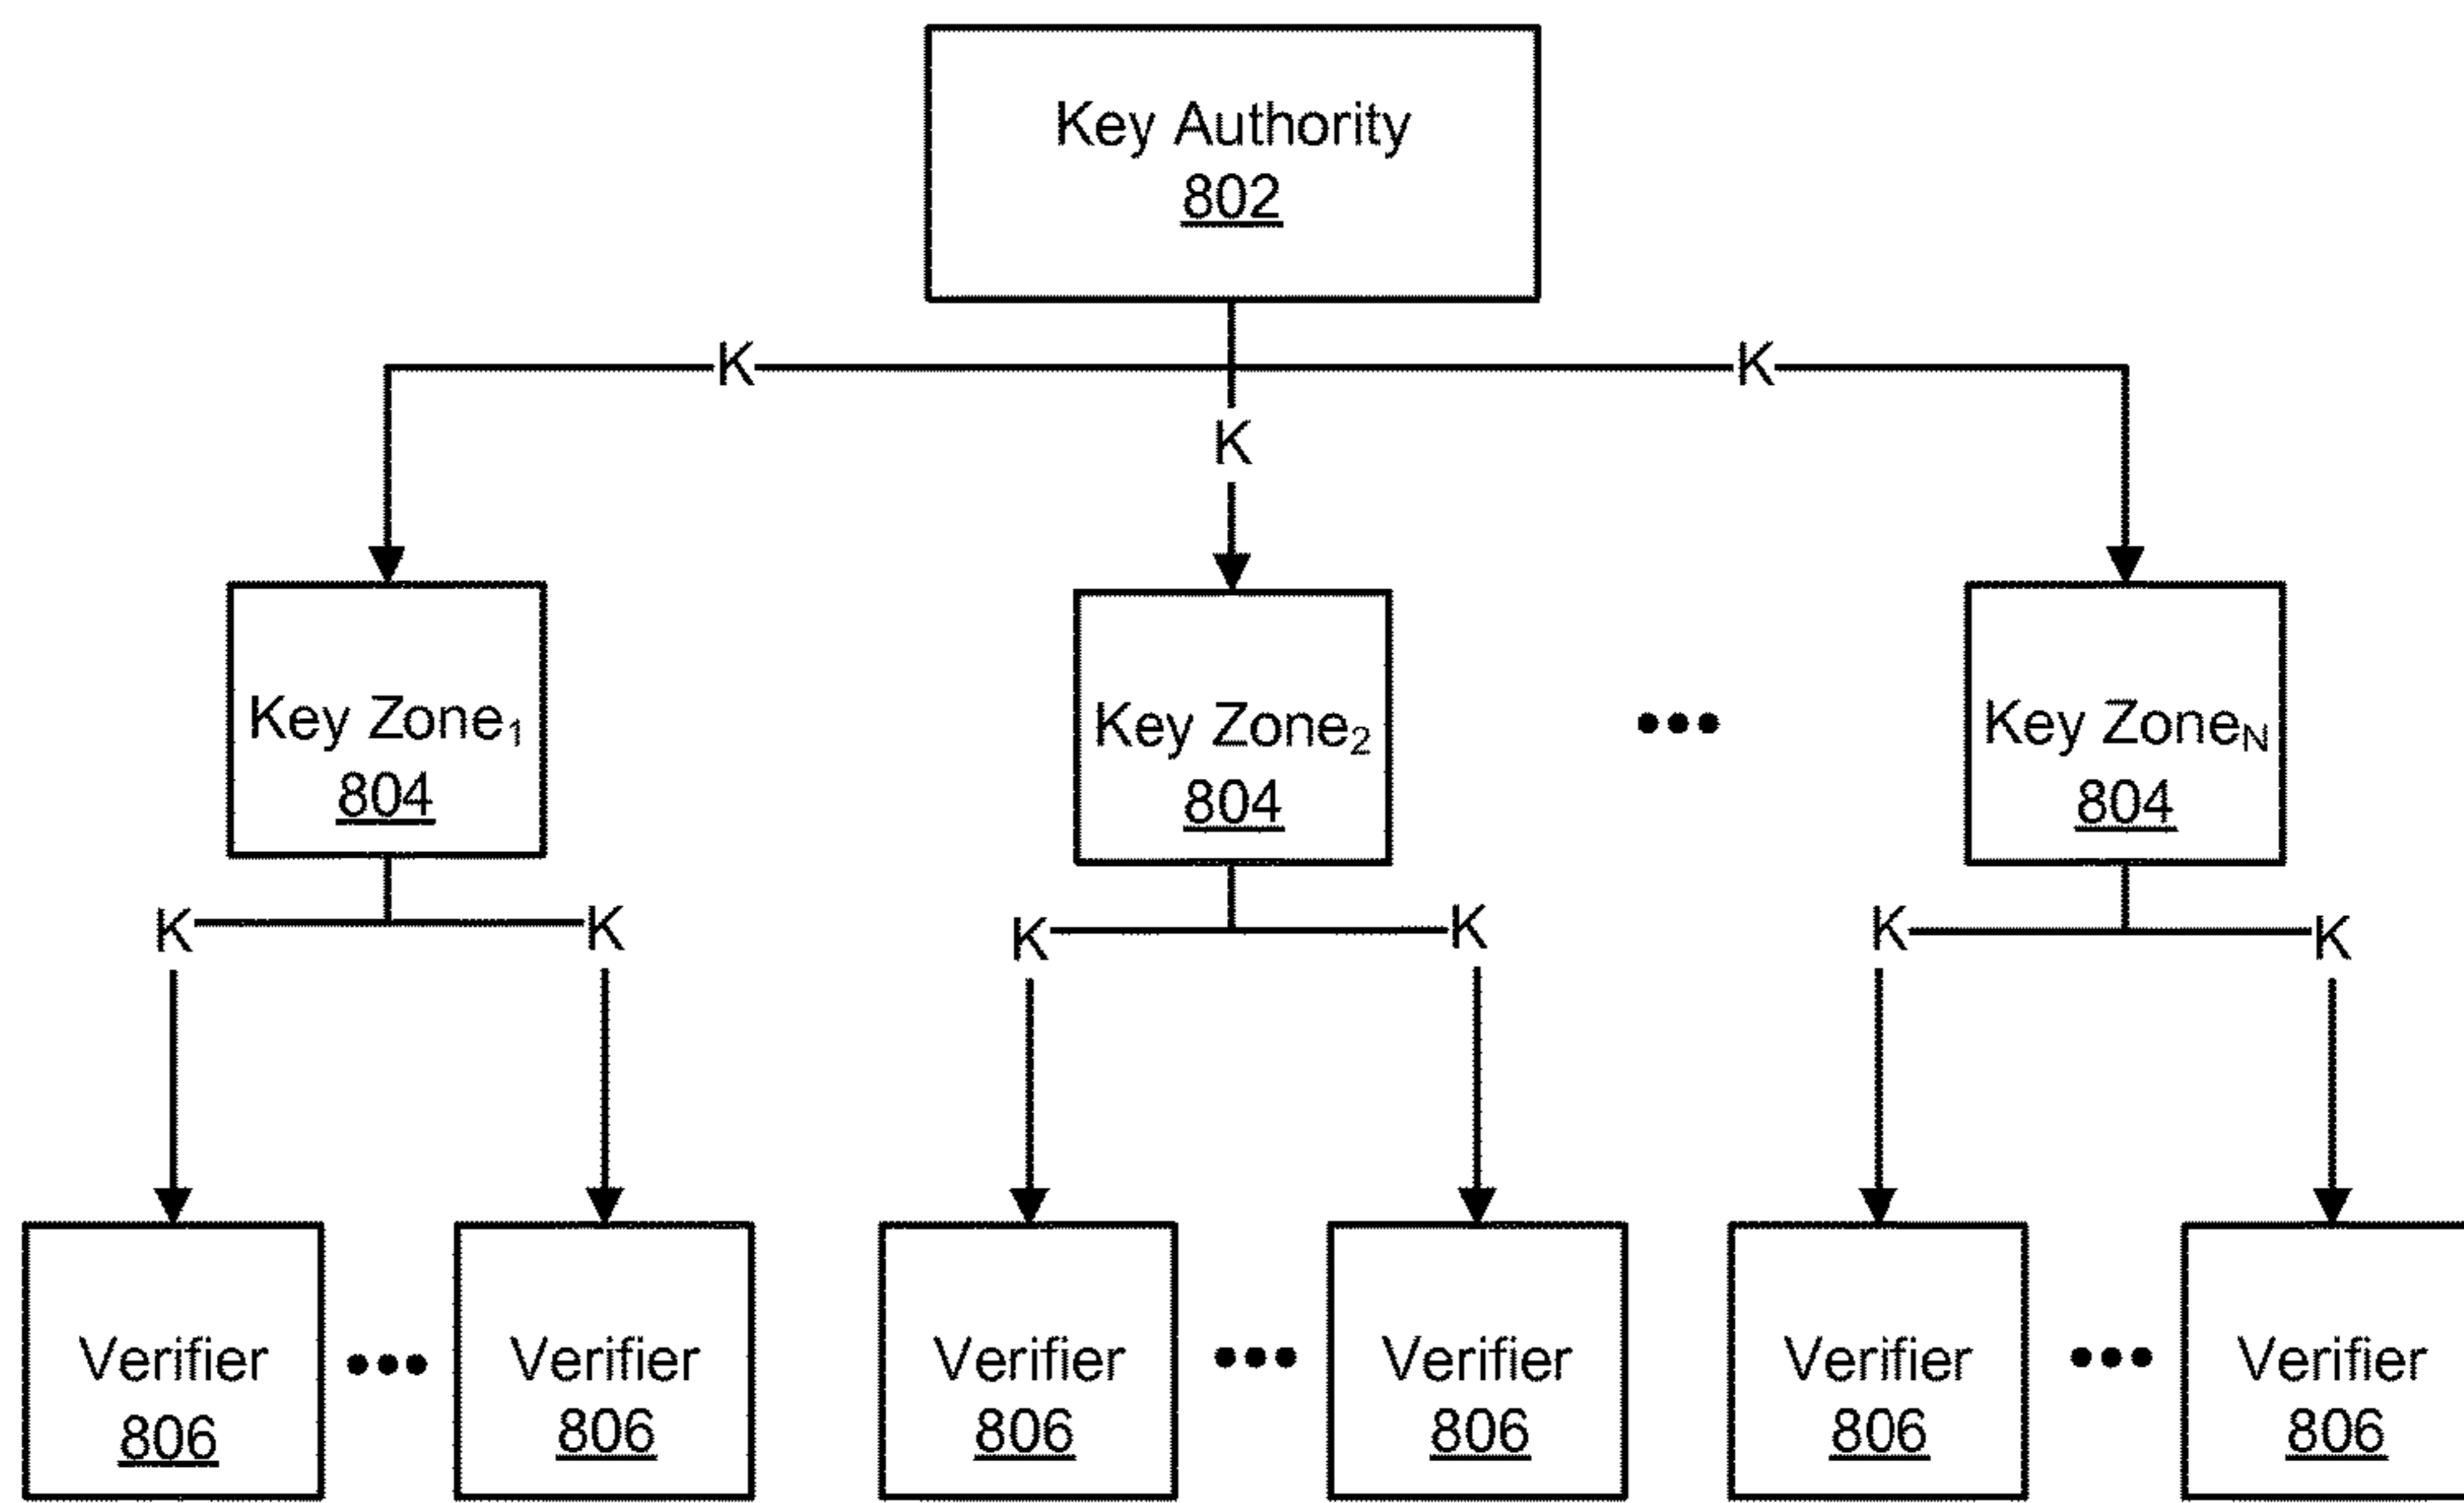 Key Authority
802
K
K
K
Key Zone₁
804
Key Zone₂
804
Key Zone_N
804
K
K
K
K
K
K
Verifier
806
Verifier
806
Verifier
806
Verifier
806
Verifier
806
Verifier
806